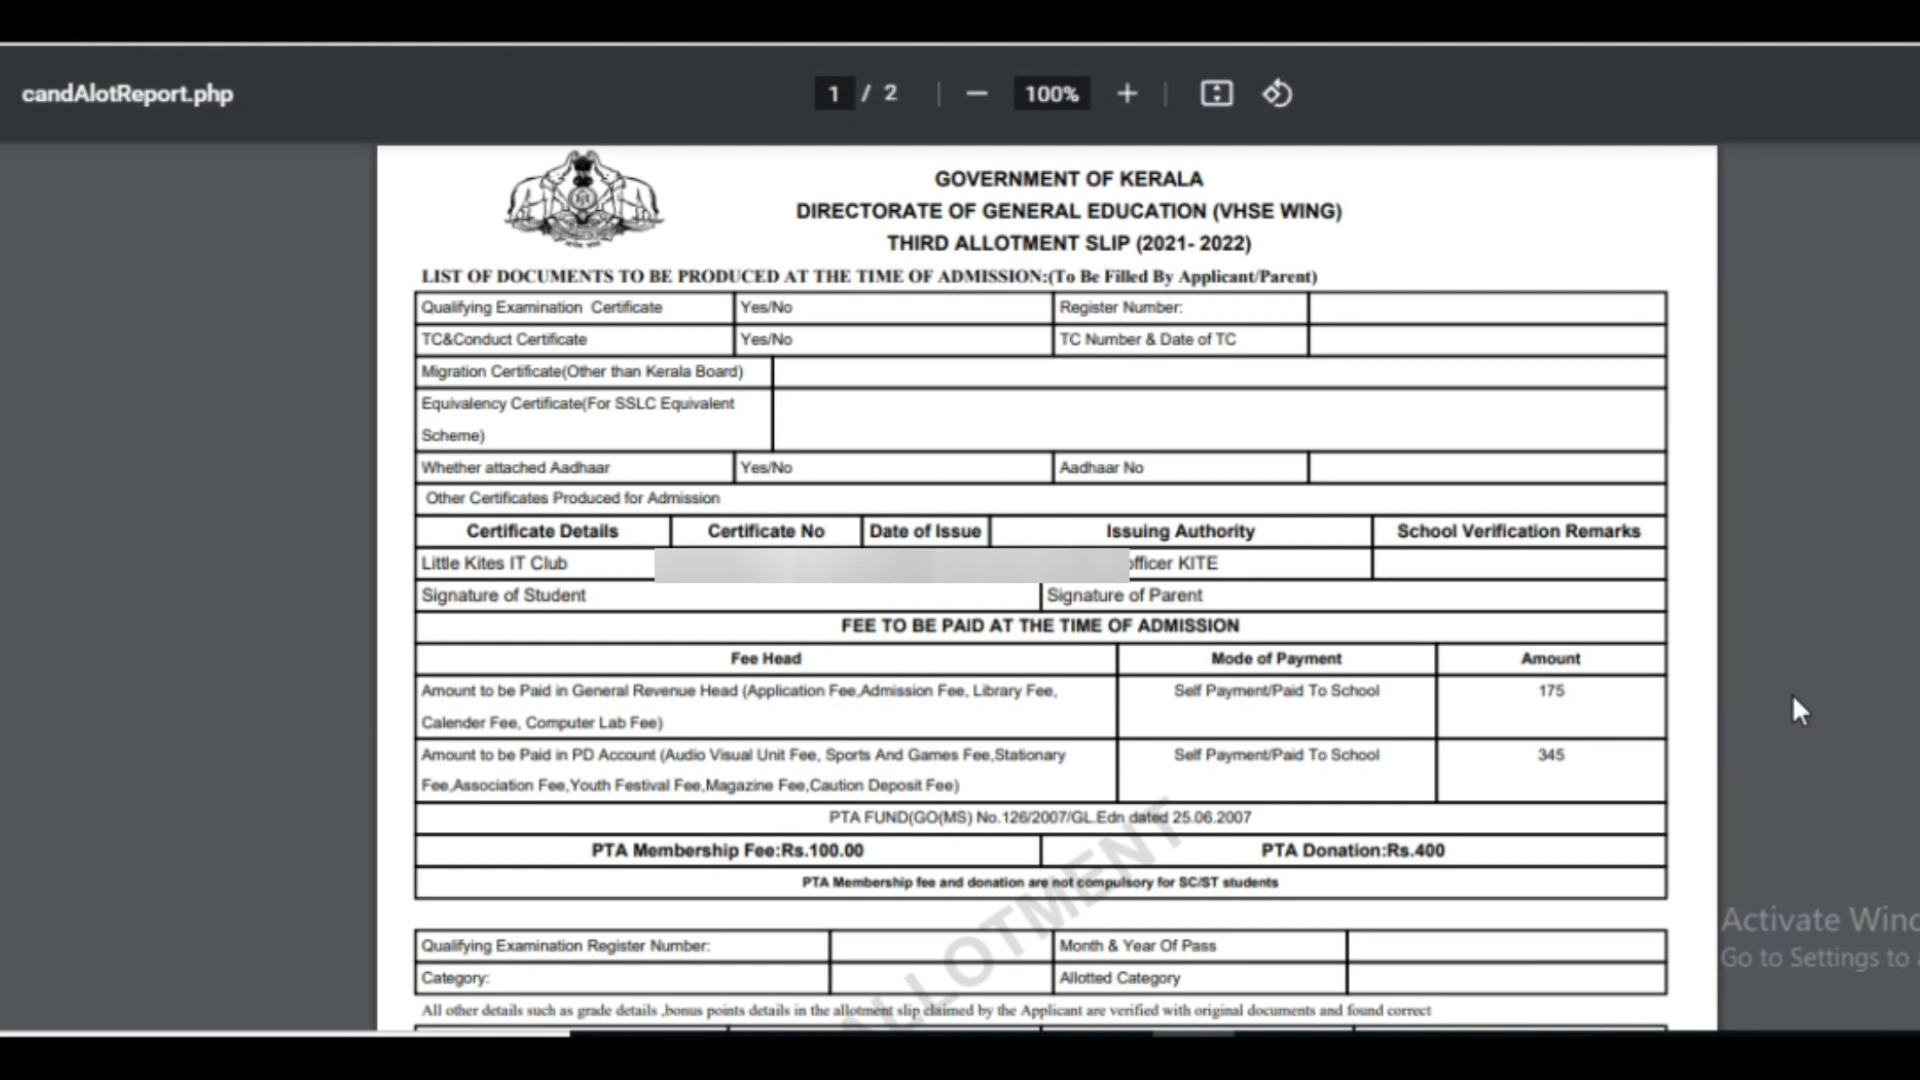 candAlotReport.php
1 / 2
100%
GOVERNMENT OF KERALA
DIRECTORATE OF GENERAL EDUCATION (VHSE WING)
THIRD ALLOTMENT SLIP (2021- 2022)
LIST OF DOCUMENTS TO BE PRODUCED AT THE TIME OF ADMISSION:(To Be Filled By Applicant/Parent)
Qualifying Examination Certificate Yes/No Register Number:
TC&Conduct Certificate Yes/No TC Number & Date of TC
Migration Certificate(Other than Kerala Board)
Equivalency Certificate(For SSLC Equivalent
Scheme)
Whether attached Aadhaar Yes/No Aadhaar No
Other Certificates Produced for Admission
Certificate Details Certificate No Date of Issue Issuing Authority School Verification Remarks
Little Kites IT Club officer KITE
Signature of Student Signature of Parent
FEE TO BE PAID AT THE TIME OF ADMISSION
Fee Head Mode of Payment Amount
Amount to be Paid in General Revenue Head (Application Fee,Admission Fee, Library Fee, Self Payment/Paid To School 175
Calender Fee, Computer Lab Fee)
Amount to be Paid in PD Account (Audio Visual Unit Fee, Sports And Games Fee,Stationary Self Payment/Paid To School 345
Fee,Association Fee,Youth Festival Fee,Magazine Fee,Caution Deposit Fee)
PTA FUND(GO(MS) No.126/2007/GL.Edn dated 25.06.2007
PTA Membership Fee:Rs.100.00 PTA Donation:Rs.400
PTA Membership fee and donation are not compulsory for SC/ST students
ALLOTMENT
Qualifying Examination Register Number: Month & Year Of Pass
Category: Allotted Category
All other details such as grade details ,bonus points details in the allotment slip claimed by the Applicant are verified with original documents and found correct
Activate Winc
Go to Settings to